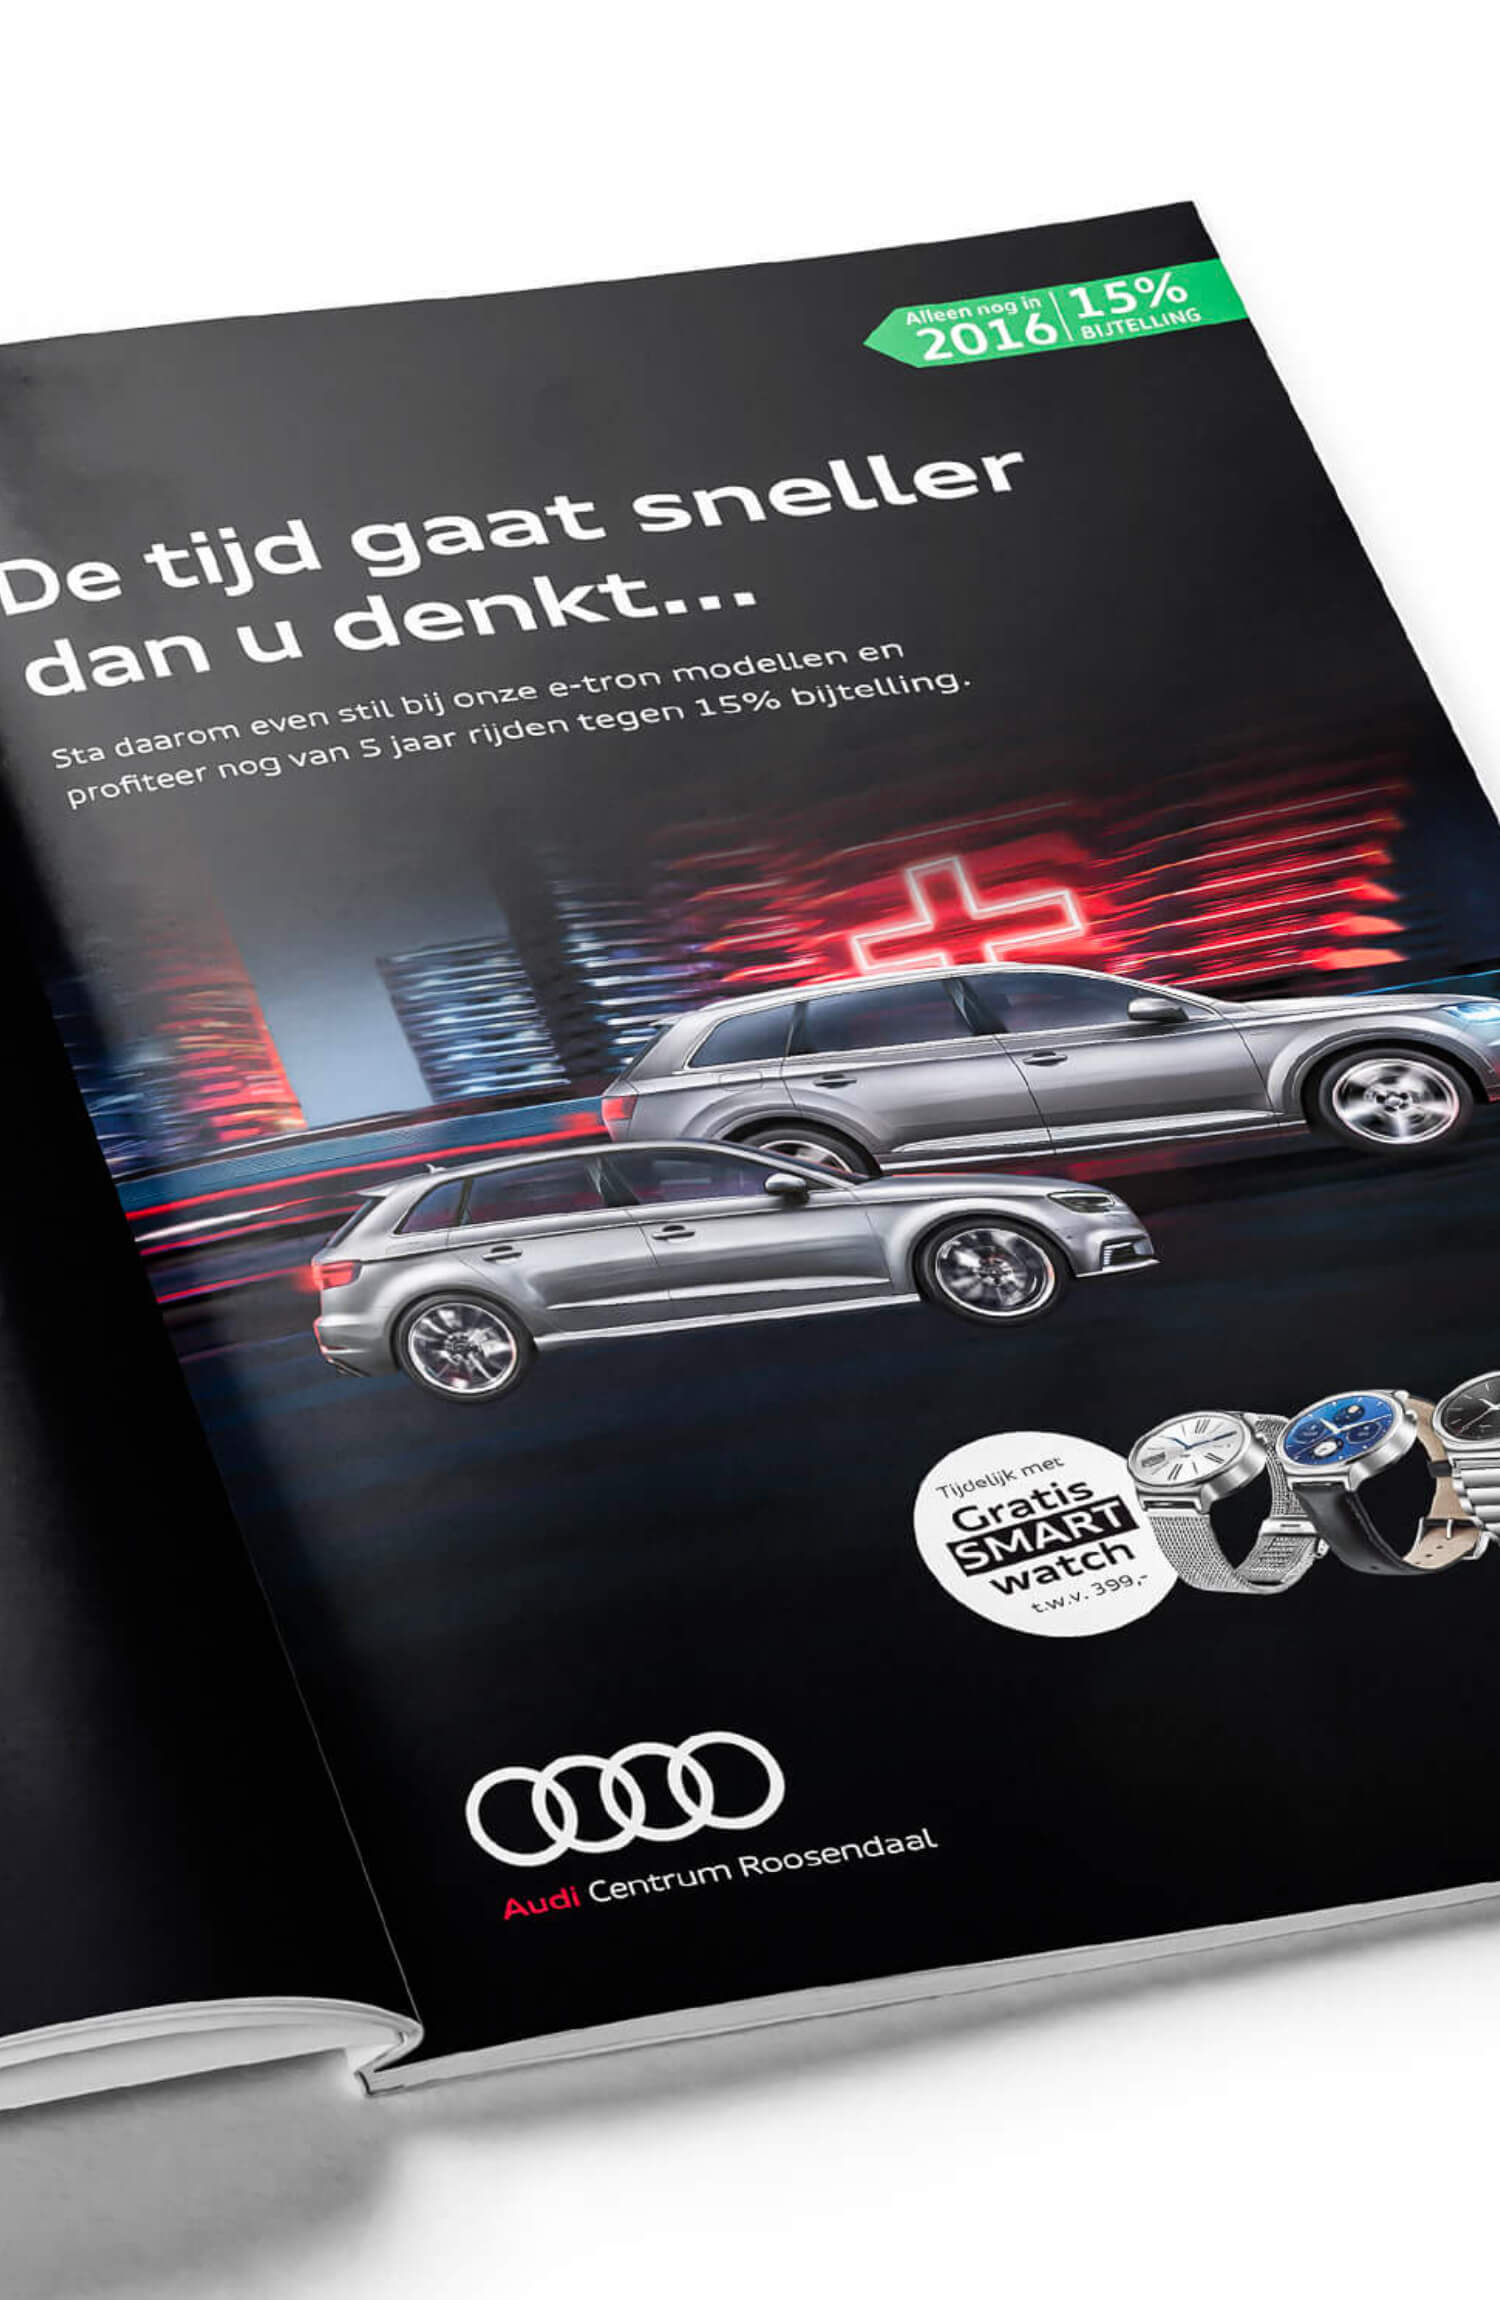 Alleen nog in
2016
15%
BIJTELLING
De tijd gaat sneller
dan u denkt...
Sta daarom even stil bij onze e-tron modellen en
profiteer nog van 5 jaar rijden tegen 15% bijtelling.
Tijdelijk met
Gratis
SMART
watch
t.w.v. 399,-
Audi Centrum Roosendaal